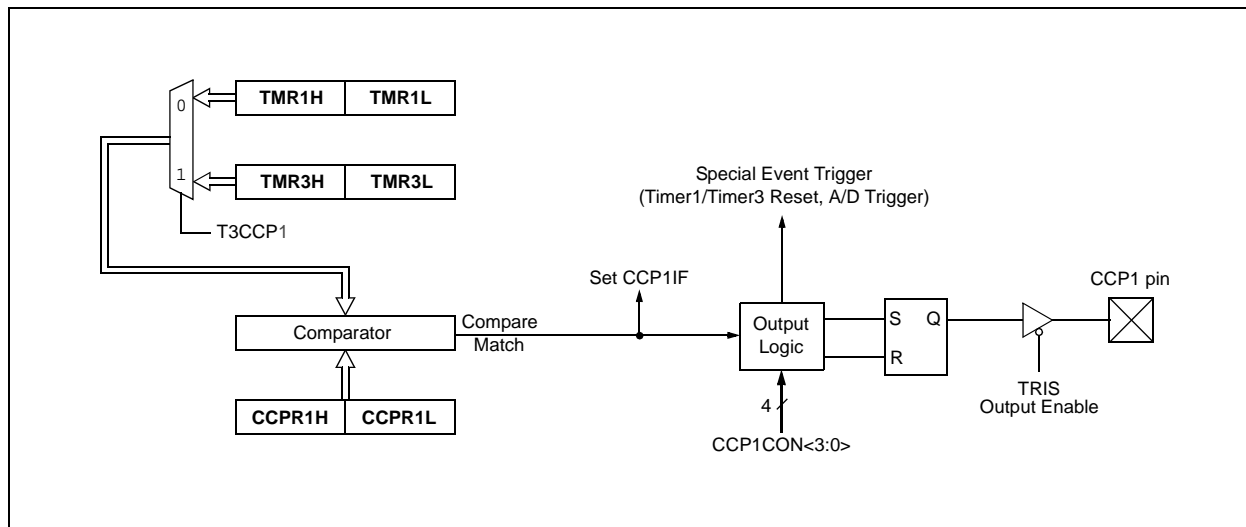 0
TMR1H TMR1L
1
TMR3H TMR3L
T3CCP1
Special Event Trigger
(Timer1/Timer3 Reset, A/D Trigger)
Set CCP1IF
CCP1 pin
Comparator
Compare
Match
Output
Logic
S Q
R
TRIS
Output Enable
CCPR1H CCPR1L
4
CCP1CON<3:0>